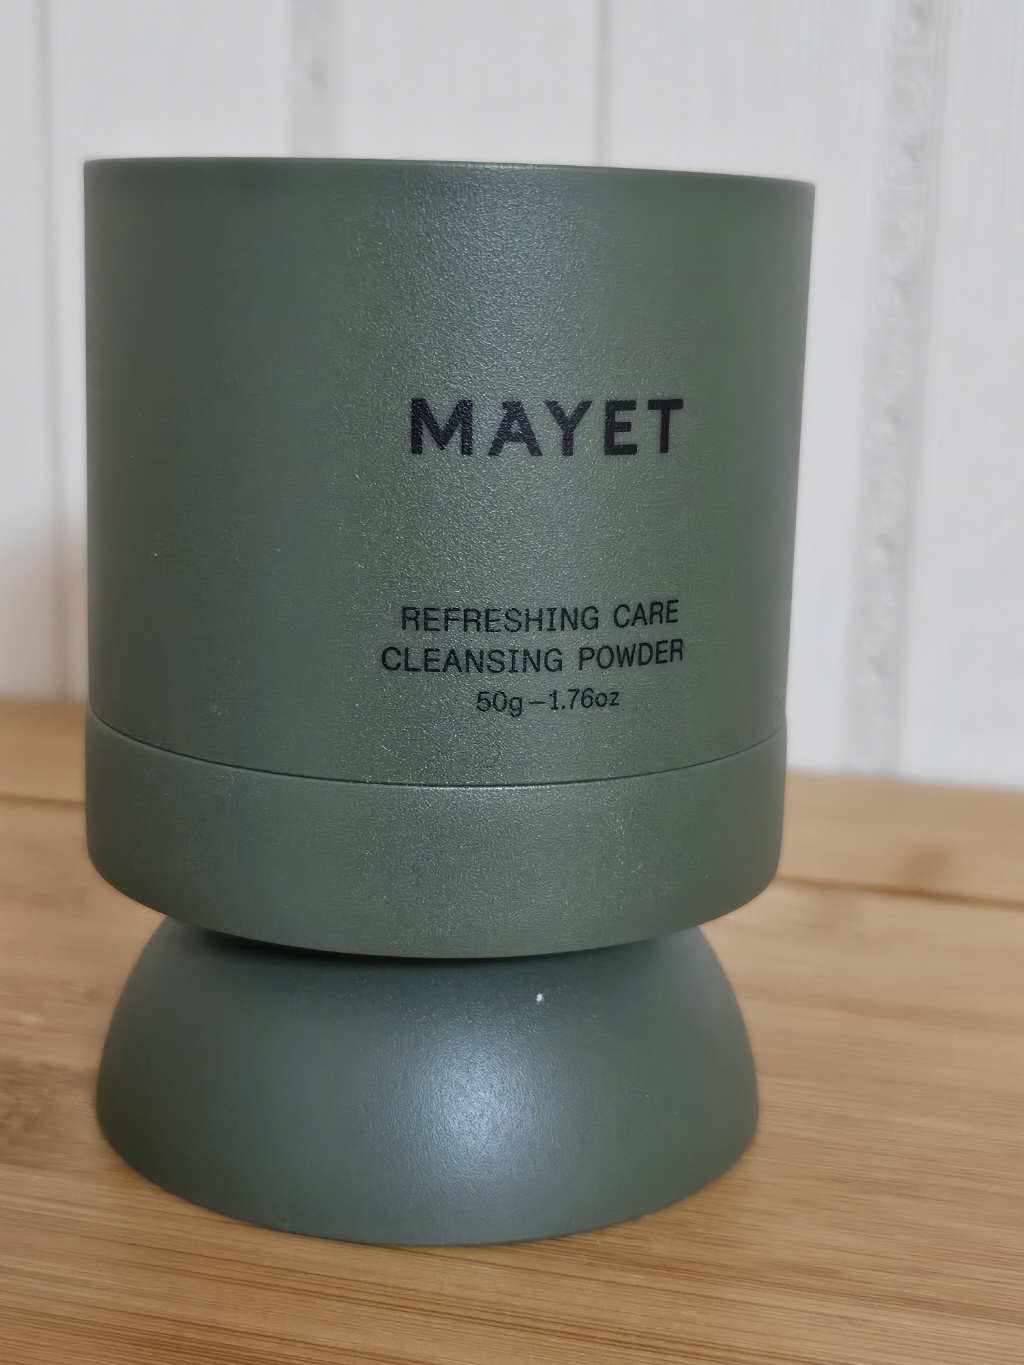 MAYET
REFRESHING CARE
CLEANSING POWDER
50g–1.76oz